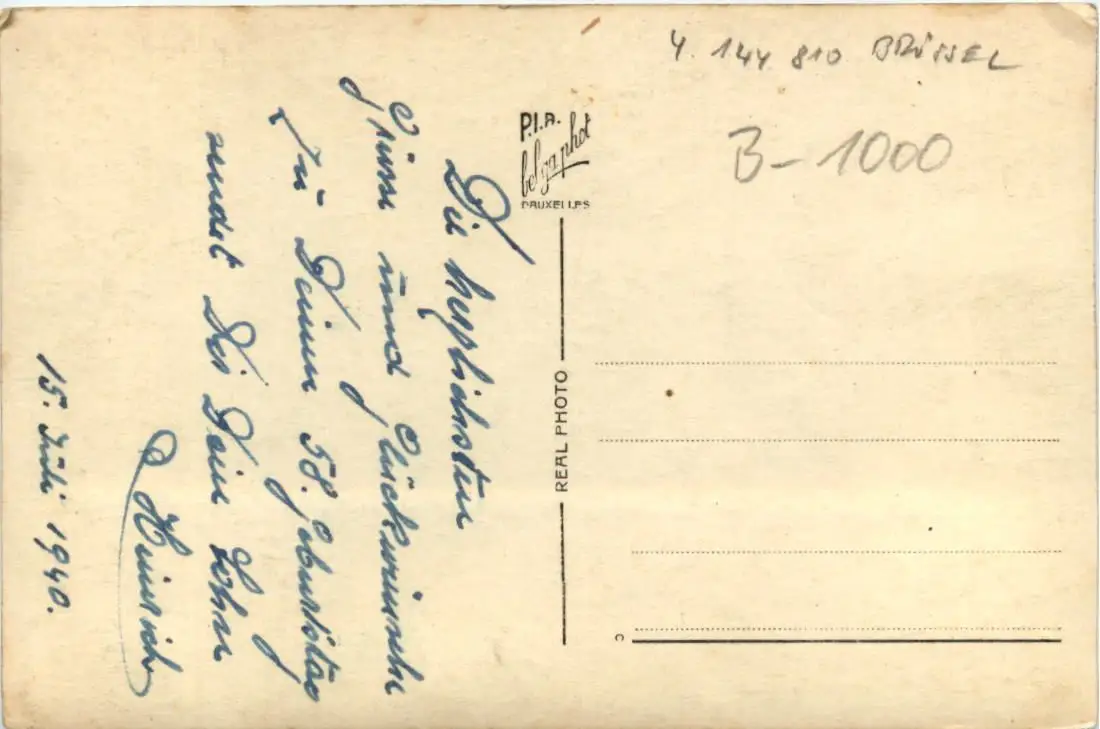 Die herzlichsten
Grüsse und Glückwünsche
zu Deinem 58. Geburtstag
sendet Dir Dein Sohn
Heinrich
15. Juli 1940.
P.I.B.
belgaphot
BRUXELLES
REAL PHOTO
C
4. 144 810 BRÜSSEL
B-1000